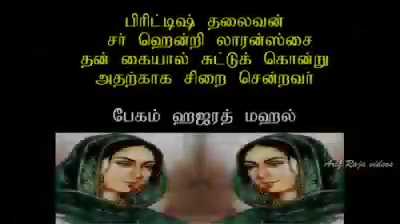 பிரிட்டிஷ் தலைவன்
சர் ஹென்றி லாரன்ஸ்சை
தன் கையால் சுட்டுக் கொன்று
அதற்காக சிறை சென்றவர்
பேகம் ஹஜரத் மஹல்
Arif Raja videos